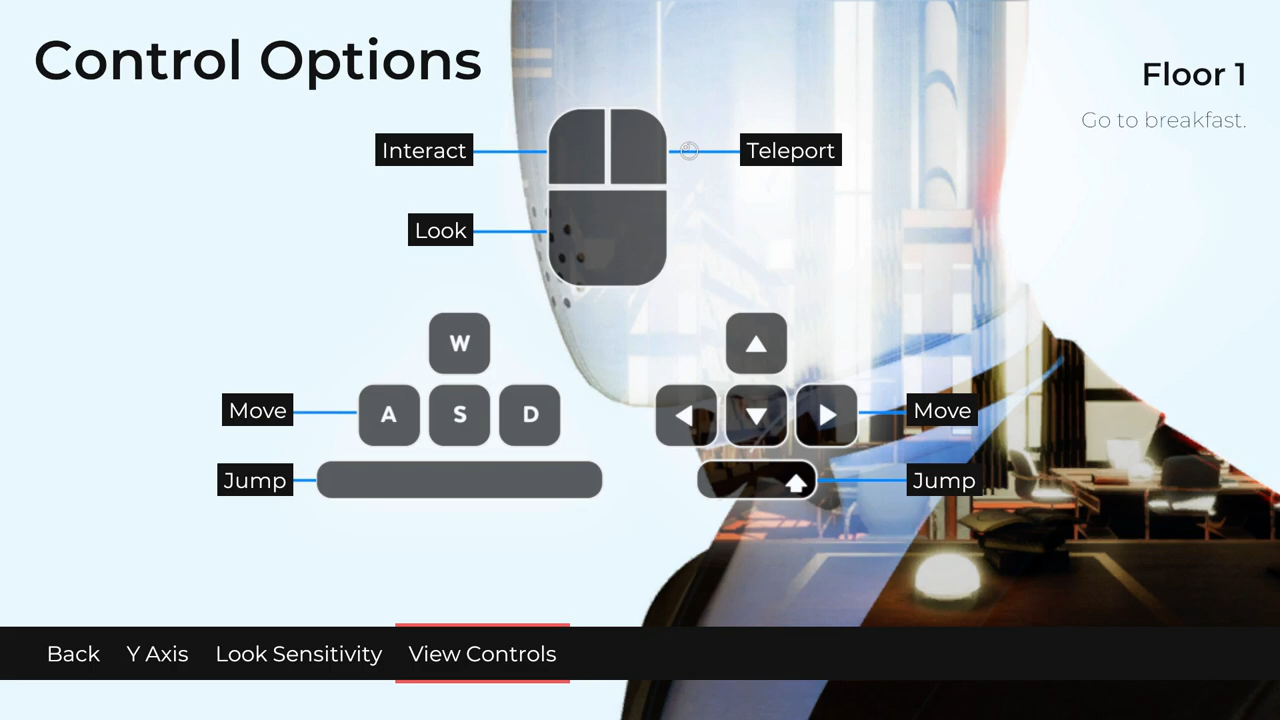 Control Options
Floor 1
Go to breakfast.
Interact
Teleport
Look
W
A S D
Move
Move
Jump
Jump
Back Y Axis Look Sensitivity View Controls